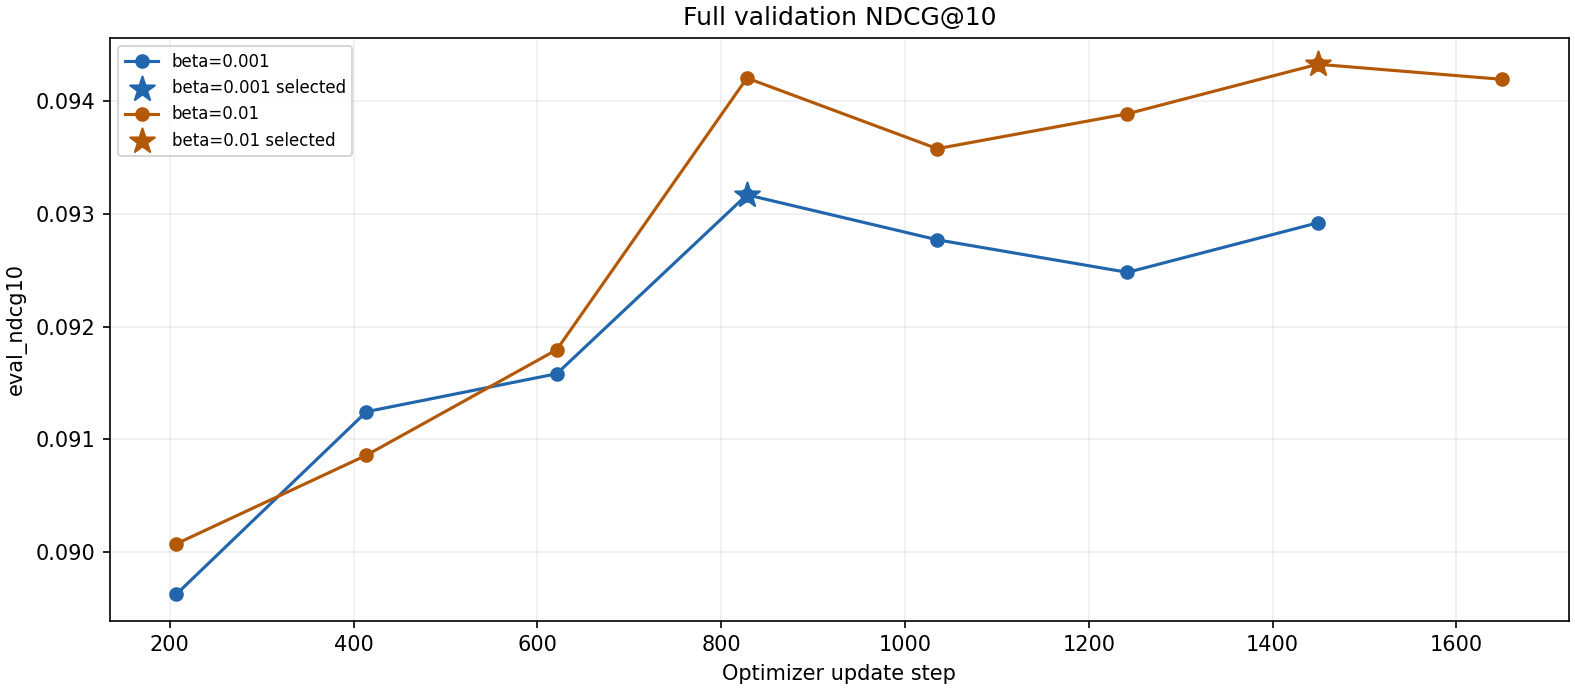 Full validation NDCG@10
beta=0.001
beta=0.001 selected
beta=0.01
beta=0.01 selected
eval_ndcg10
0.094
0.093
0.092
0.091
0.090
200 400 600 800 1000 1200 1400 1600
Optimizer update step